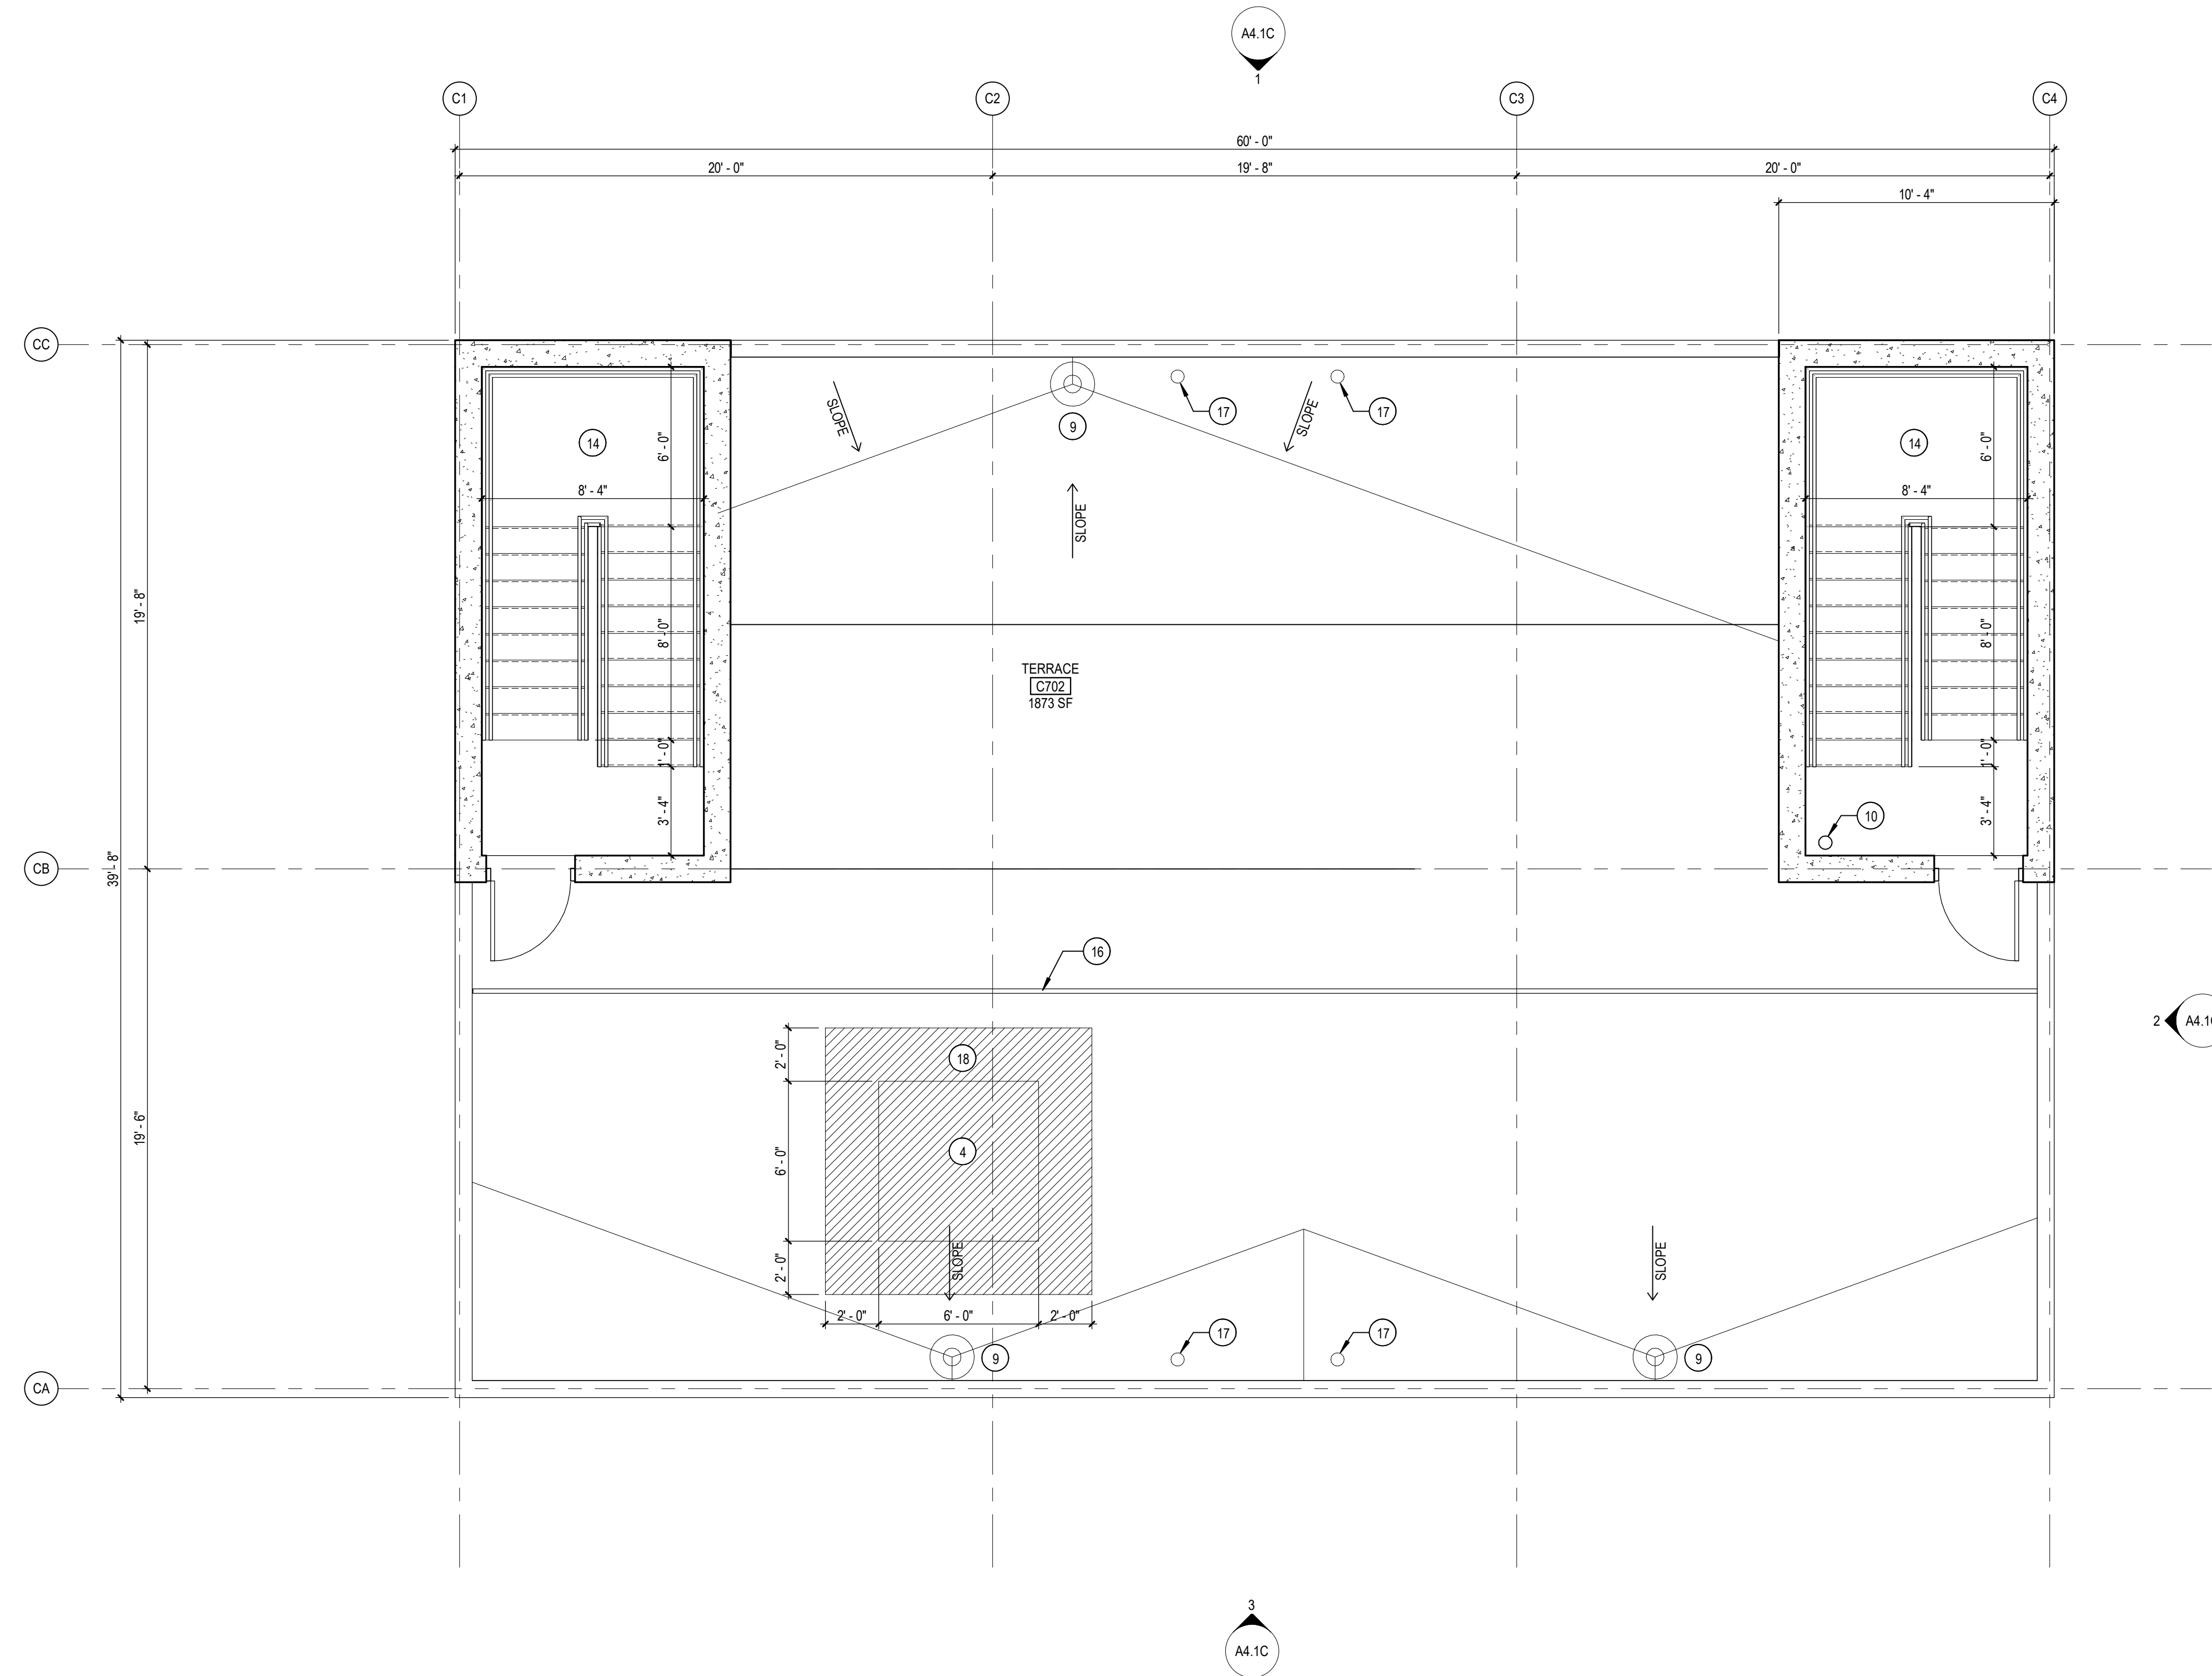 A4.1C
1
C1
C2
C3
C4
60' - 0"
20' - 0"
19' - 8"
20' - 0"
10' - 4"
CC
SLOPE
SLOPE
17
17
9
14
6' - 0"
14
6' - 0"
8' - 4"
8' - 4"
SLOPE
19' - 8"
8' - 0"
8' - 0"
TERRACE
C702
1873 SF
1' - 0"
1' - 0"
3' - 4"
10
3' - 4"
CB
39' - 8"
16
2
2' - 0"
18
19' - 6"
6' - 0"
4
2' - 0"
SLOPE
SLOPE
2' - 0"
6' - 0"
2' - 0"
17
17
9
9
CA
3
A4.1C